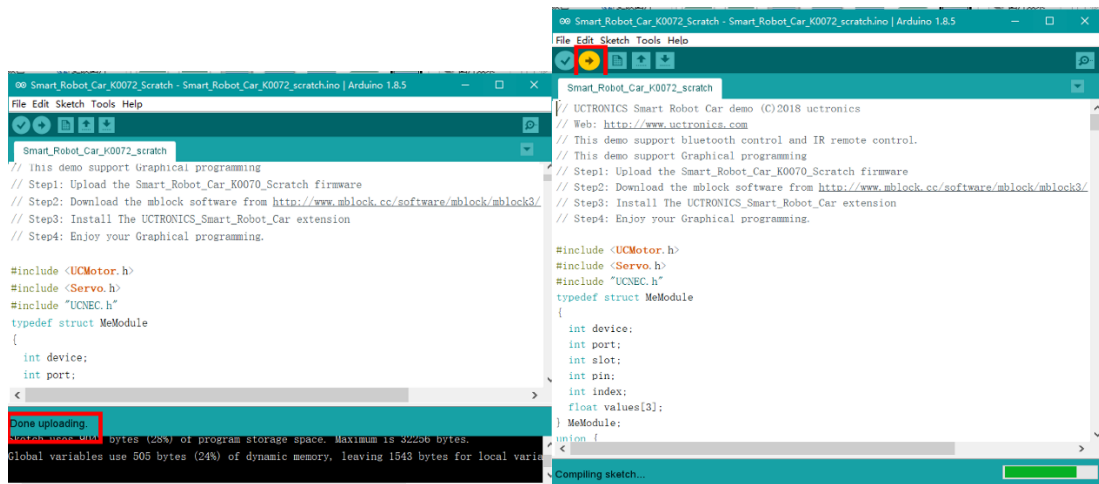 Smart_Robot_Car_K0072_Scratch - Smart_Robot_Car_K0072_scratch.ino | Arduino 1.8.5
File Edit Sketch Tools Help
Smart_Robot_Car_K0072_scratch
// This demo support Graphical programming
// Step1: Upload the Smart_Robot_Car_K0070_Scratch firmware
// Step2: Download the mblock software from http://www.mblock.cc/software/mblock/mblock3/
// Step3: Install The UCTRONICS_Smart_Robot_Car extension
// Step4: Enjoy your Graphical programming.
#include <UCMotor.h>
#include <Servo.h>
#include "UCNEC.h"
typedef struct MeModule
{
int device;
int port;
Done uploading.
Sketch uses bytes (28%) of program storage space. Maximum is 32256 bytes.
Global variables use 505 bytes (24%) of dynamic memory, leaving 1543 bytes for local varia
Smart_Robot_Car_K0072_Scratch - Smart_Robot_Car_K0072_scratch.ino | Arduino 1.8.5
File Edit Sketch Tools Help
Smart_Robot_Car_K0072_scratch
// UCTRONICS Smart Robot Car demo (C)2018 uctronics
// Web: http://www.uctronics.com
// This demo support bluetooth control and IR remote control.
// This demo support Graphical programming
// Step1: Upload the Smart_Robot_Car_K0070_Scratch firmware
// Step2: Download the mblock software from http://www.mblock.cc/software/mblock/mblock3/
// Step3: Install The UCTRONICS_Smart_Robot_Car extension
// Step4: Enjoy your Graphical programming.
#include <UCMotor.h>
#include <Servo.h>
#include "UCNEC.h"
typedef struct MeModule
{
int device;
int port;
int slot;
int pin;
int index;
float values[3];
} MeModule;
union {
Compiling sketch...